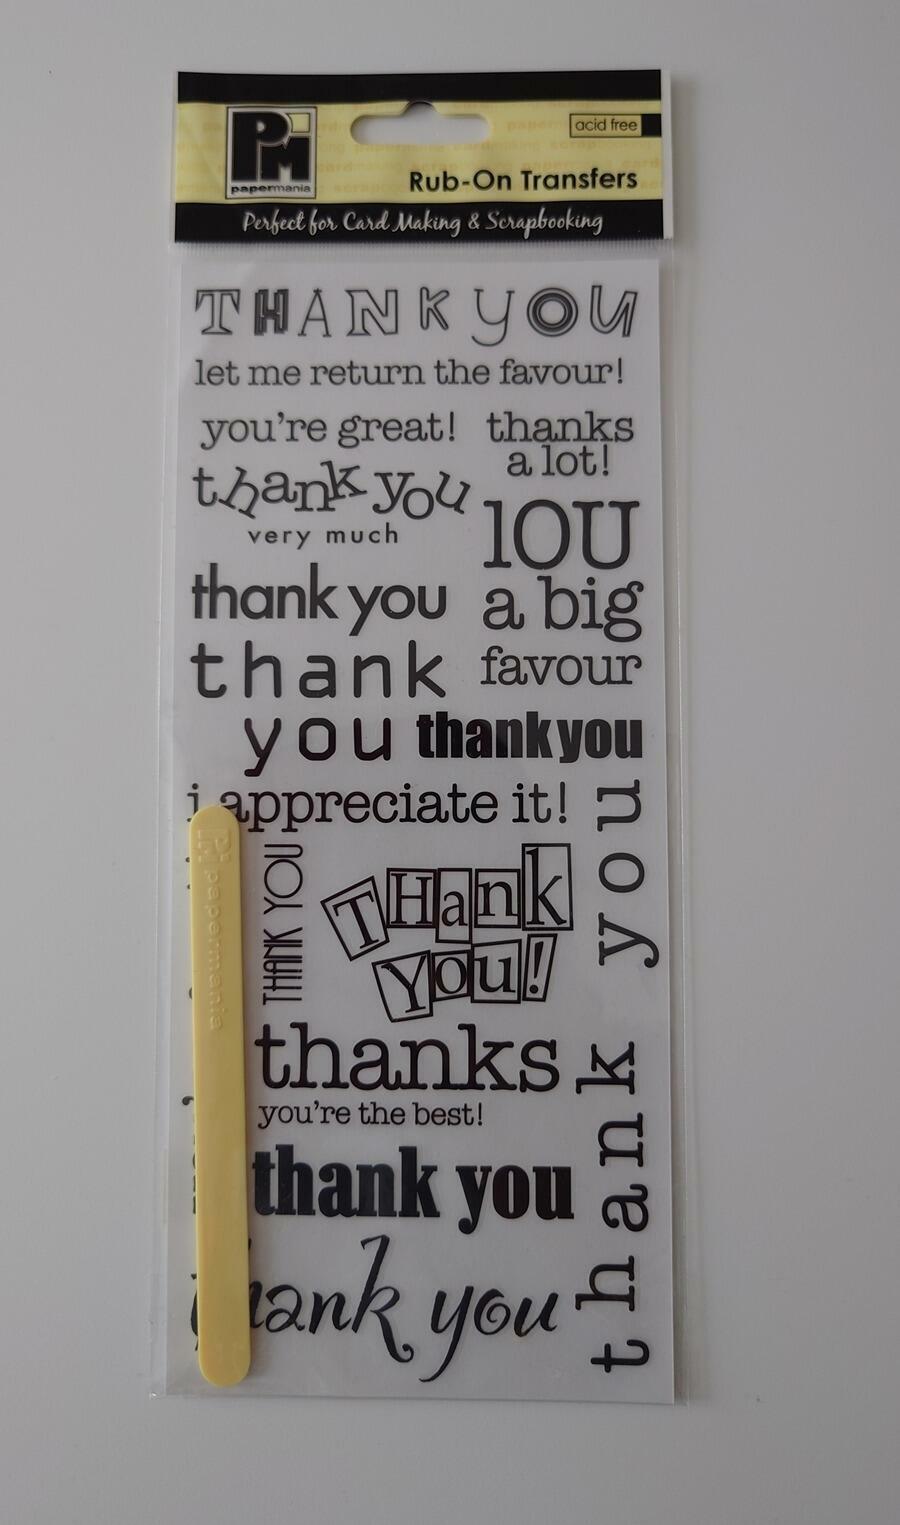 PM
papermania
acid free
Rub-On Transfers
Perfect for Card Making & Scrapbooking
THANK YOU
let me return the favour!
you're great!
thanks
a lot!
thank you
very much
IOU
a big
favour
thank you
thank
you
thankyou
i appreciate it!
papermania
THANK YOU
THank
You!
thank you
thanks
you're the best!
thank you
thank you